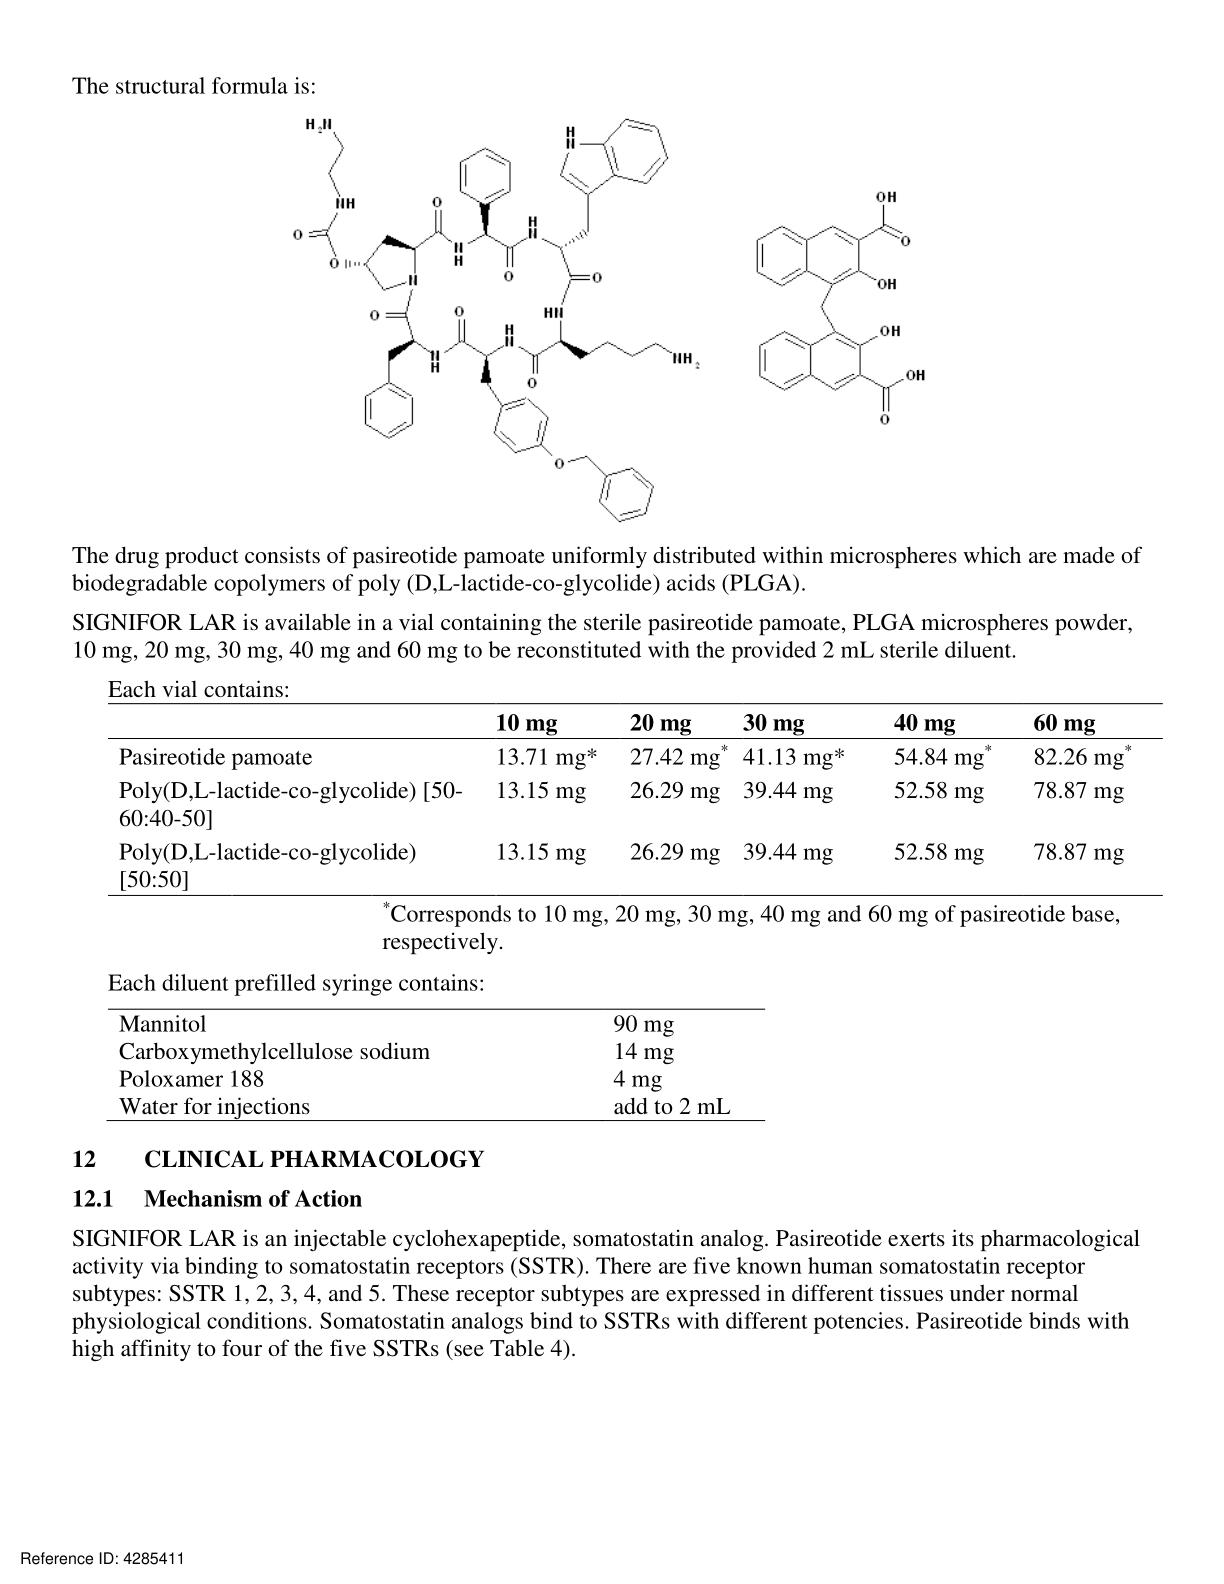 The structural formula is:
H2N
NH
O
O
O
N
H
O
H
N
H
N
O
HN
N
O
N
H
O
H
N
O
NH2
O
OH
O
OH
OH
OH
O
The drug product consists of pasireotide pamoate uniformly distributed within microspheres which are made of
biodegradable copolymers of poly (D,L-lactide-co-glycolide) acids (PLGA).
SIGNIFOR LAR is available in a vial containing the sterile pasireotide pamoate, PLGA microspheres powder,
10 mg, 20 mg, 30 mg, 40 mg and 60 mg to be reconstituted with the provided 2 mL sterile diluent.
Each vial contains:
10 mg 20 mg 30 mg 40 mg 60 mg
Pasireotide pamoate 13.71 mg* 27.42 mg* 41.13 mg* 54.84 mg* 82.26 mg*
Poly(D,L-lactide-co-glycolide) [50- 13.15 mg 26.29 mg 39.44 mg 52.58 mg 78.87 mg
60:40-50]
Poly(D,L-lactide-co-glycolide) 13.15 mg 26.29 mg 39.44 mg 52.58 mg 78.87 mg
[50:50]
*Corresponds to 10 mg, 20 mg, 30 mg, 40 mg and 60 mg of pasireotide base,
respectively.
Each diluent prefilled syringe contains:
Mannitol 90 mg
Carboxymethylcellulose sodium 14 mg
Poloxamer 188 4 mg
Water for injections add to 2 mL
12 CLINICAL PHARMACOLOGY
12.1 Mechanism of Action
SIGNIFOR LAR is an injectable cyclohexapeptide, somatostatin analog. Pasireotide exerts its pharmacological
activity via binding to somatostatin receptors (SSTR). There are five known human somatostatin receptor
subtypes: SSTR 1, 2, 3, 4, and 5. These receptor subtypes are expressed in different tissues under normal
physiological conditions. Somatostatin analogs bind to SSTRs with different potencies. Pasireotide binds with
high affinity to four of the five SSTRs (see Table 4).
Reference ID: 4285411